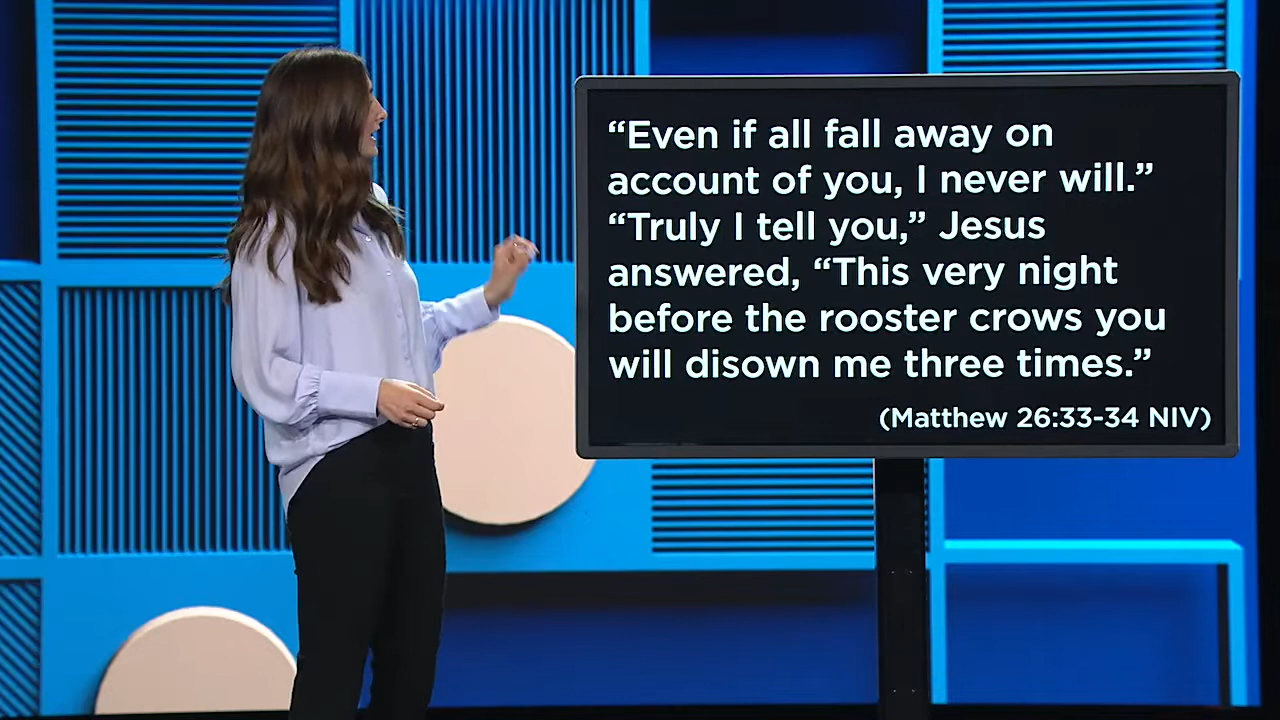 “Even if all fall away on
account of you, I never will.”
“Truly I tell you,” Jesus
answered, “This very night
before the rooster crows you
will disown me three times.”
(Matthew 26:33-34 NIV)